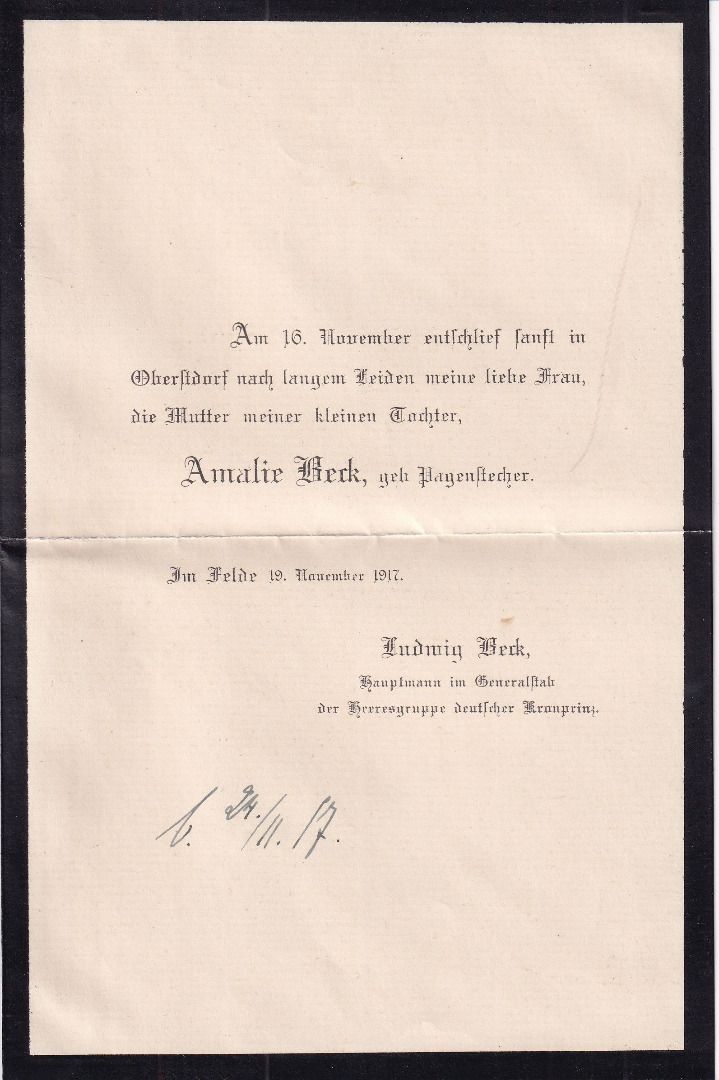 Am 16. November entschlief sanft in
Oberstdorf nach langem Leiden meine liebe Frau,
die Mutter meiner kleinen Tochter,
Amalie Beck, geb Pagenstecher.
Im Felde 19. November 1917.
Ludwig Beck,
Hauptmann im Generalstab
der Heeresgruppe deutscher Kronprinz.
b. 24./11. 17.